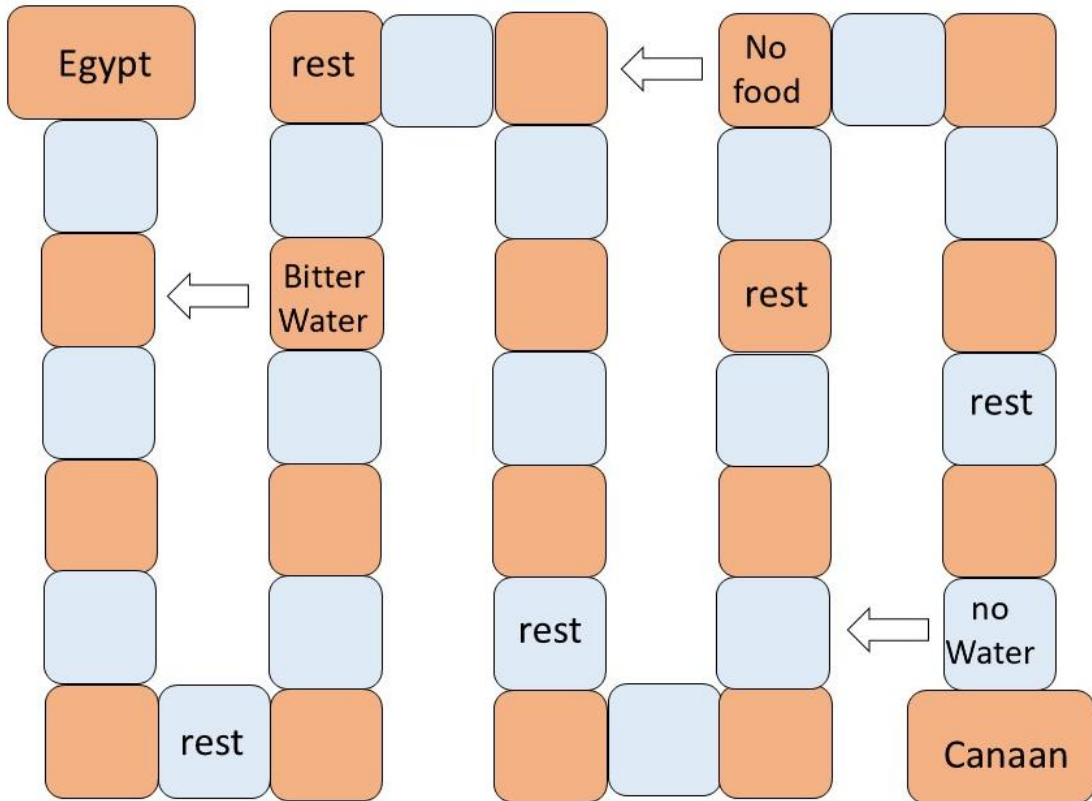 Egypt
rest
No
food
Bitter
Water
rest
rest
rest
no
Water
rest
Canaan